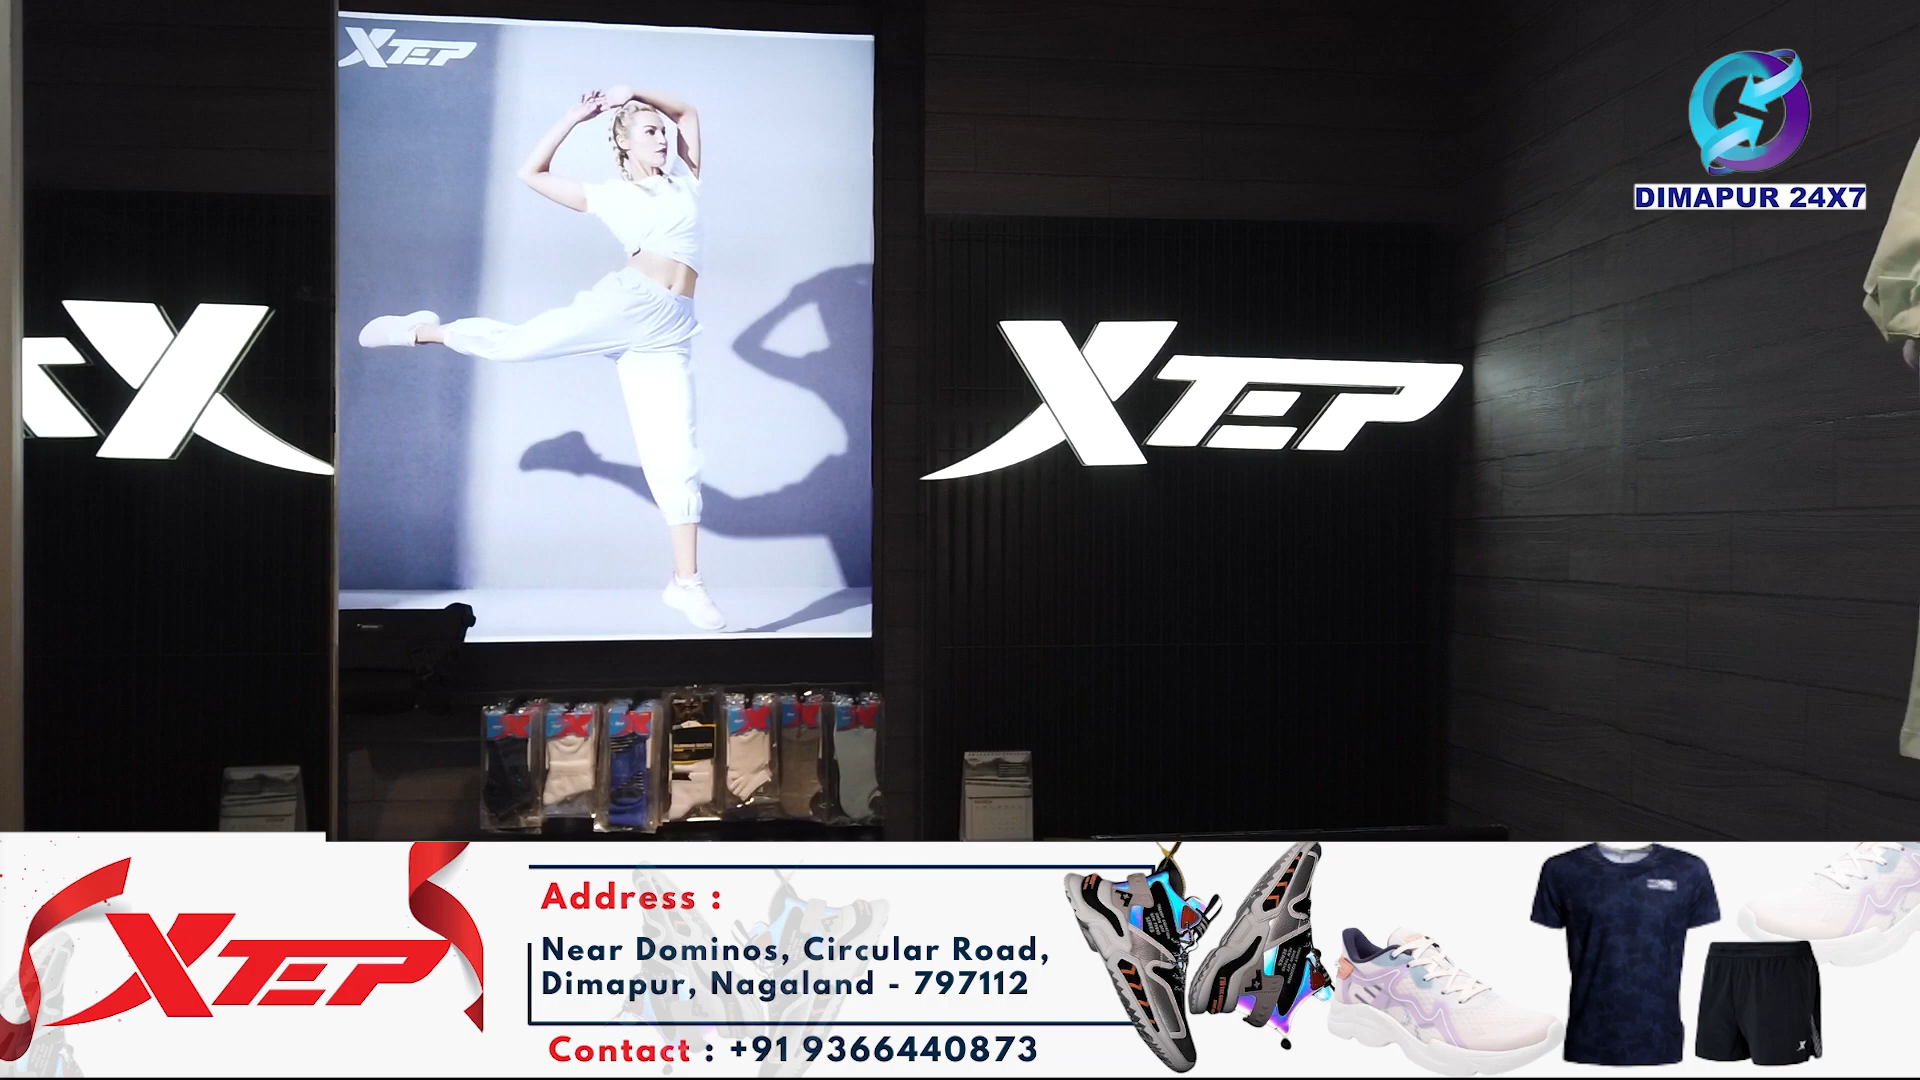 XTEP
DIMAPUR 24X7
X
XTEP
XTEP
Address :
Near Dominos, Circular Road,
Dimapur, Nagaland - 797112
Contact : +91 9366440873